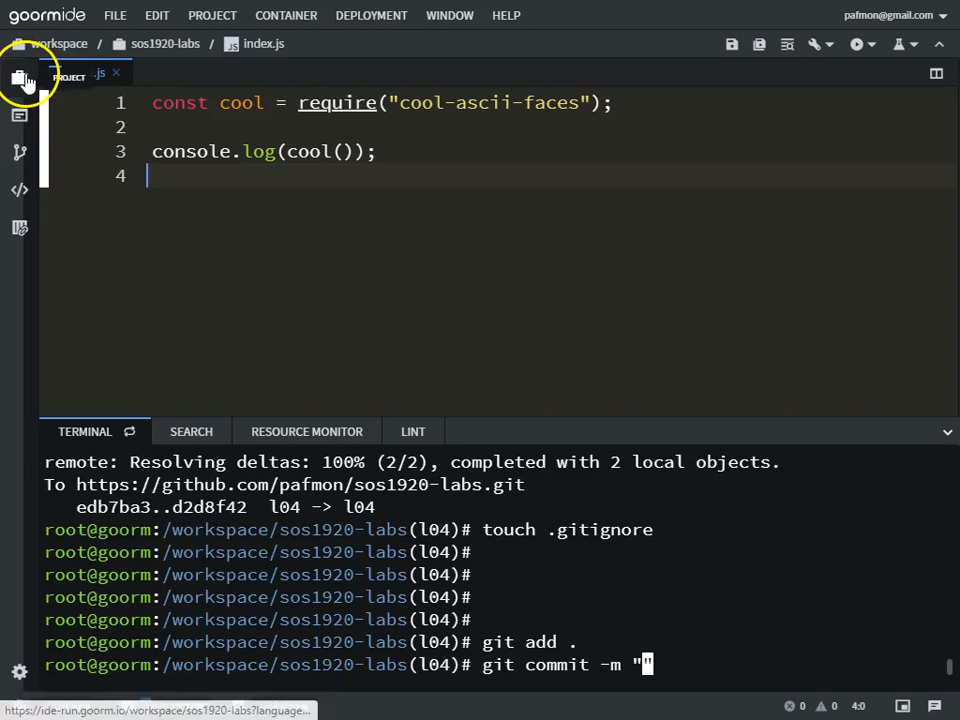 goormide FILE EDIT PROJECT CONTAINER DEPLOYMENT WINDOW HELP pafmon@gmail.com
workspace / sos1920-labs / JS index.js
PROJECT .js
1 const cool = require("cool-ascii-faces");
2
3 console.log(cool());
4
TERMINAL SEARCH RESOURCE MONITOR LINT
remote: Resolving deltas: 100% (2/2), completed with 2 local objects.
To https://github.com/pafmon/sos1920-labs.git
edb7ba3..d2d8f42 l04 -> l04
root@goorm:/workspace/sos1920-labs(l04)# touch .gitignore
root@goorm:/workspace/sos1920-labs(l04)#
root@goorm:/workspace/sos1920-labs(l04)#
root@goorm:/workspace/sos1920-labs(l04)#
root@goorm:/workspace/sos1920-labs(l04)#
root@goorm:/workspace/sos1920-labs(l04)# git add .
root@goorm:/workspace/sos1920-labs(l04)# git commit -m ""
https://ide-run.goorm.io/workspace/sos1920-labs?language... 0 0 4:0